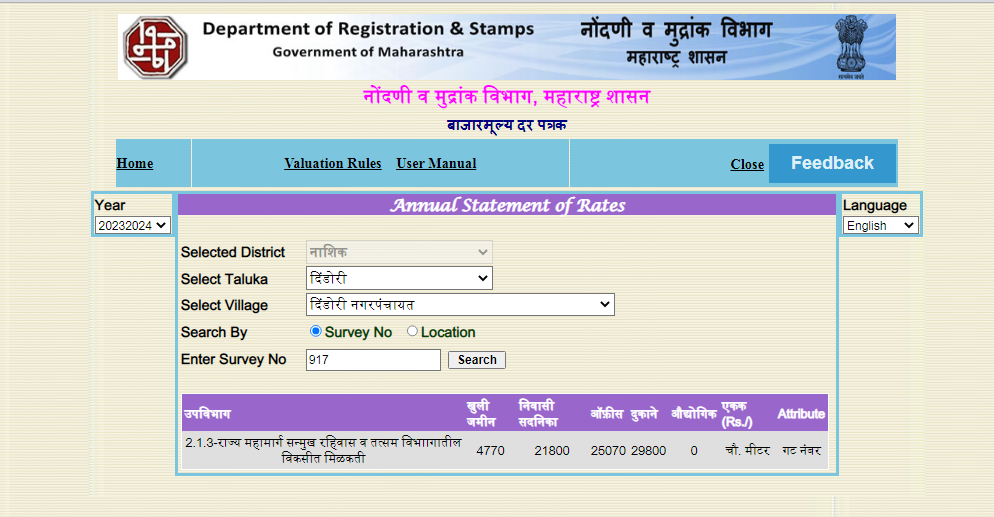 Department of Registration & Stamps
Government of Maharashtra
नोंदणी व मुद्रांक विभाग
महाराष्ट्र शासन
नोंदणी व मुद्रांक विभाग, महाराष्ट्र शासन
बाजारमूल्य दर पत्रक
Home Valuation Rules User Manual Close Feedback
Year
20232024
Annual Statement of Rates
Language
English
Selected District नाशिक
Select Taluka दिंडोरी
Select Village दिंडोरी नगरपंचायत
Search By Survey No Location
Enter Survey No 917 Search
उपविभाग खुली जमीन निवासी सदनिका ऑफ़ीस दुकाने औद्योगिक एकक (Rs./) Attribute
2.1.3-राज्य महामार्ग सन्मुख रहिवास व तत्सम विभाागातील
विकसीत मिळकती
4770 21800 25070 29800 0 चौ. मीटर गट नंबर